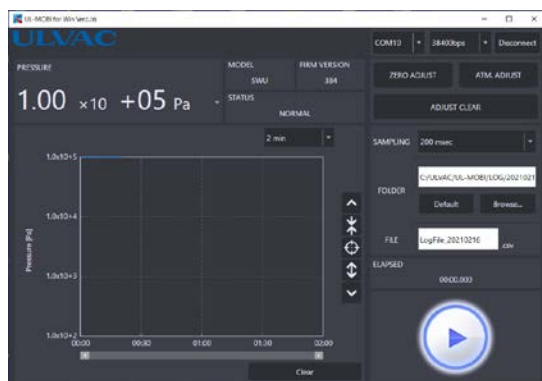 UL-MOBI for Win
ULVAC
COM10
38400bps
Disconnect
PRESSURE
1.00 ×10 +05 Pa
MODEL
SWU
FIRM VERSION
384
STATUS
NORMAL
ZERO ADJUST
ATM. ADJUST
ADJUST CLEAR
2 min
SAMPLING
200 msec
FOLDER
C:/ULVAC/UL-MOBI/LOG/2021021
Default
Browse...
FILE
LogFile_20210216
.csv
ELAPSED
00:00.000
Pressure [Pa]
1.0x10+5
1.0x10+4
1.0x10+3
1.0x10+2
00:00
00:30
01:00
01:30
02:00
Clear